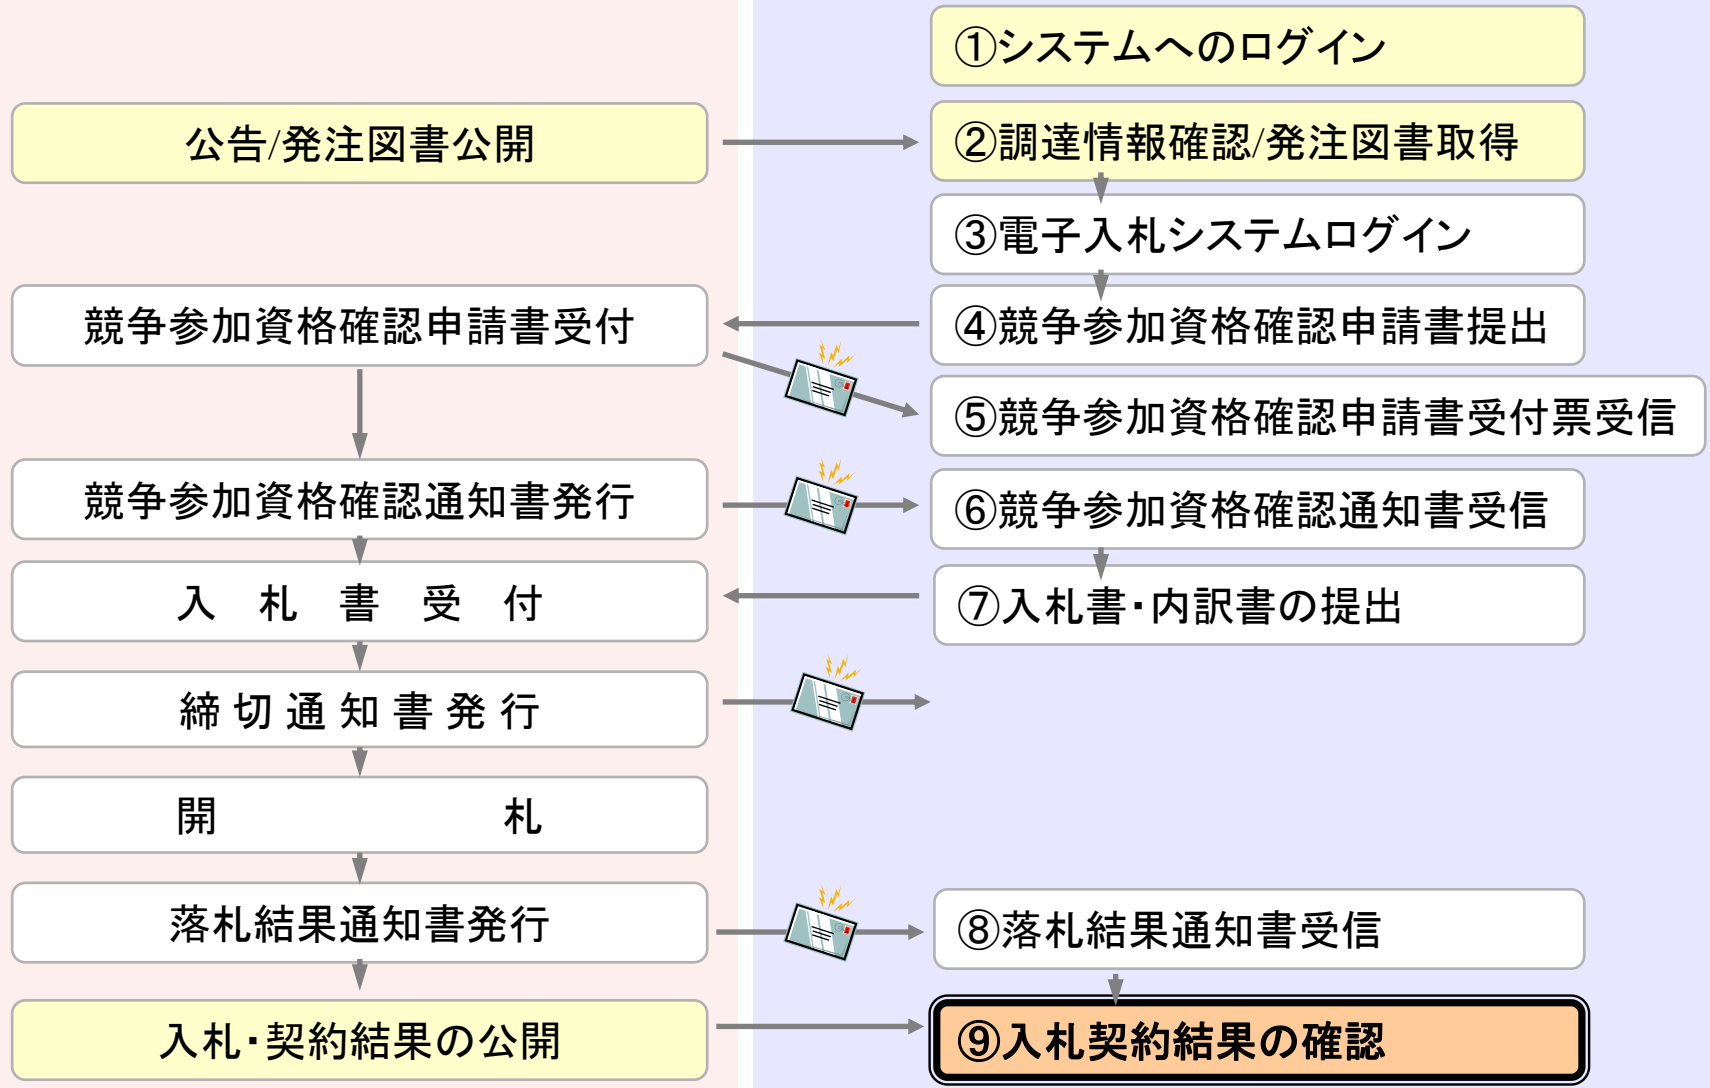 ①システムへのログイン
公告/発注図書公開
②調達情報確認/発注図書取得
③電子入札システムログイン
競争参加資格確認申請書受付
④競争参加資格確認申請書提出
⑤競争参加資格確認申請書受付票受信
競争参加資格確認通知書発行
⑥競争参加資格確認通知書受信
入 札 書 受 付
⑦入札書・内訳書の提出
締切通知書発行
開 札
落札結果通知書発行
⑧落札結果通知書受信
入札・契約結果の公開
⑨入札契約結果の確認